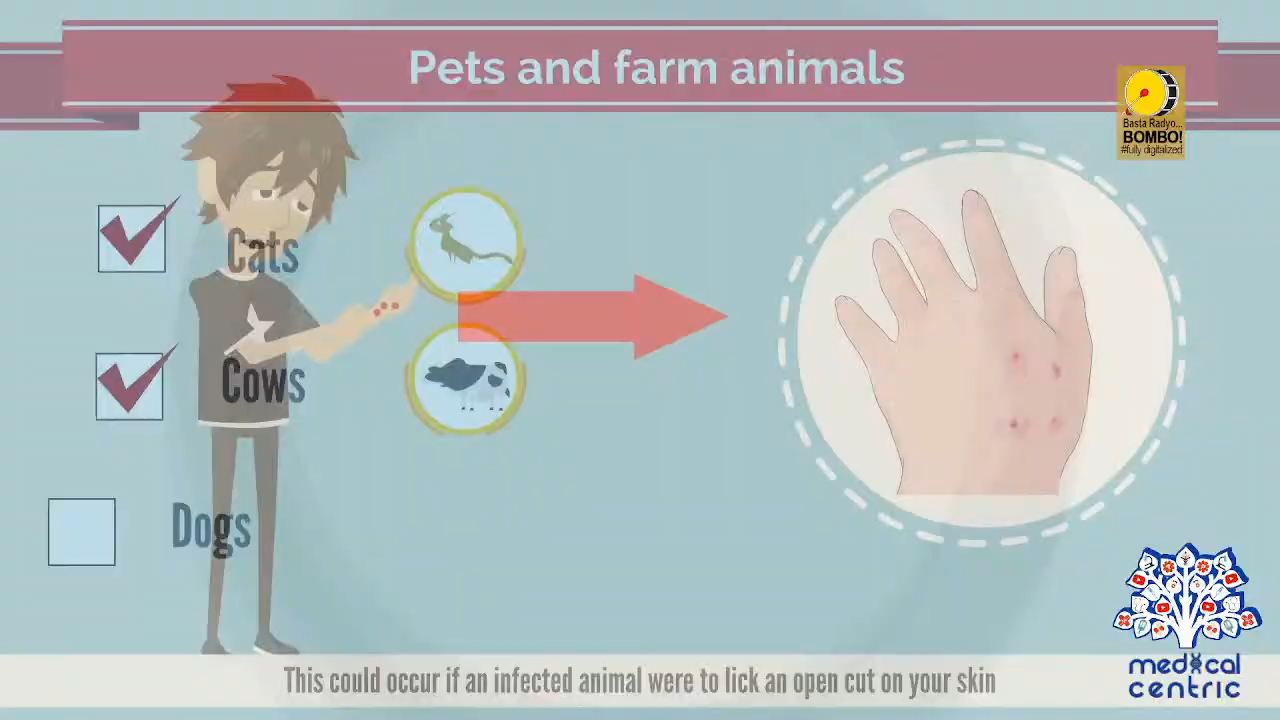 Pets and farm animals
Basta Radyo...
BOMBO!
#fully digitalized
Cats
Cows
Dogs
This could occur if an infected animal were to lick an open cut on your skin
medical
centric